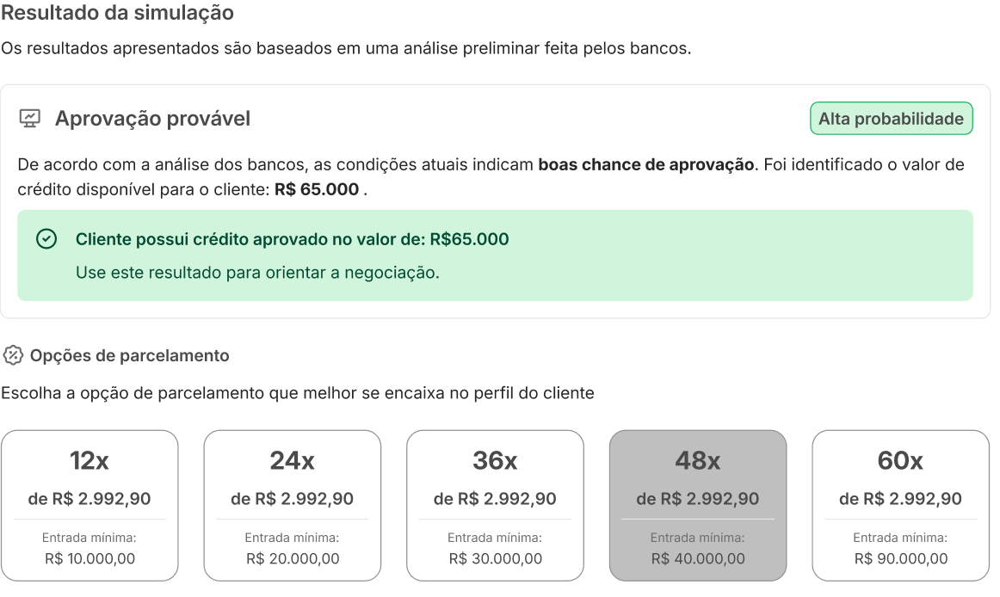 Resultado da simulação
Os resultados apresentados são baseados em uma análise preliminar feita pelos bancos.
Aprovação provável
Alta probabilidade
De acordo com a análise dos bancos, as condições atuais indicam boas chance de aprovação. Foi identificado o valor de
crédito disponível para o cliente: R$ 65.000 .
Cliente possui crédito aprovado no valor de: R$65.000
Use este resultado para orientar a negociação.
Opções de parcelamento
Escolha a opção de parcelamento que melhor se encaixa no perfil do cliente
12x
de R$ 2.992,90
Entrada mínima:
R$ 10.000,00
24x
de R$ 2.992,90
Entrada mínima:
R$ 20.000,00
36x
de R$ 2.992,90
Entrada mínima:
R$ 30.000,00
48x
de R$ 2.992,90
Entrada mínima:
R$ 40.000,00
60x
de R$ 2.992,90
Entrada mínima:
R$ 90.000,00